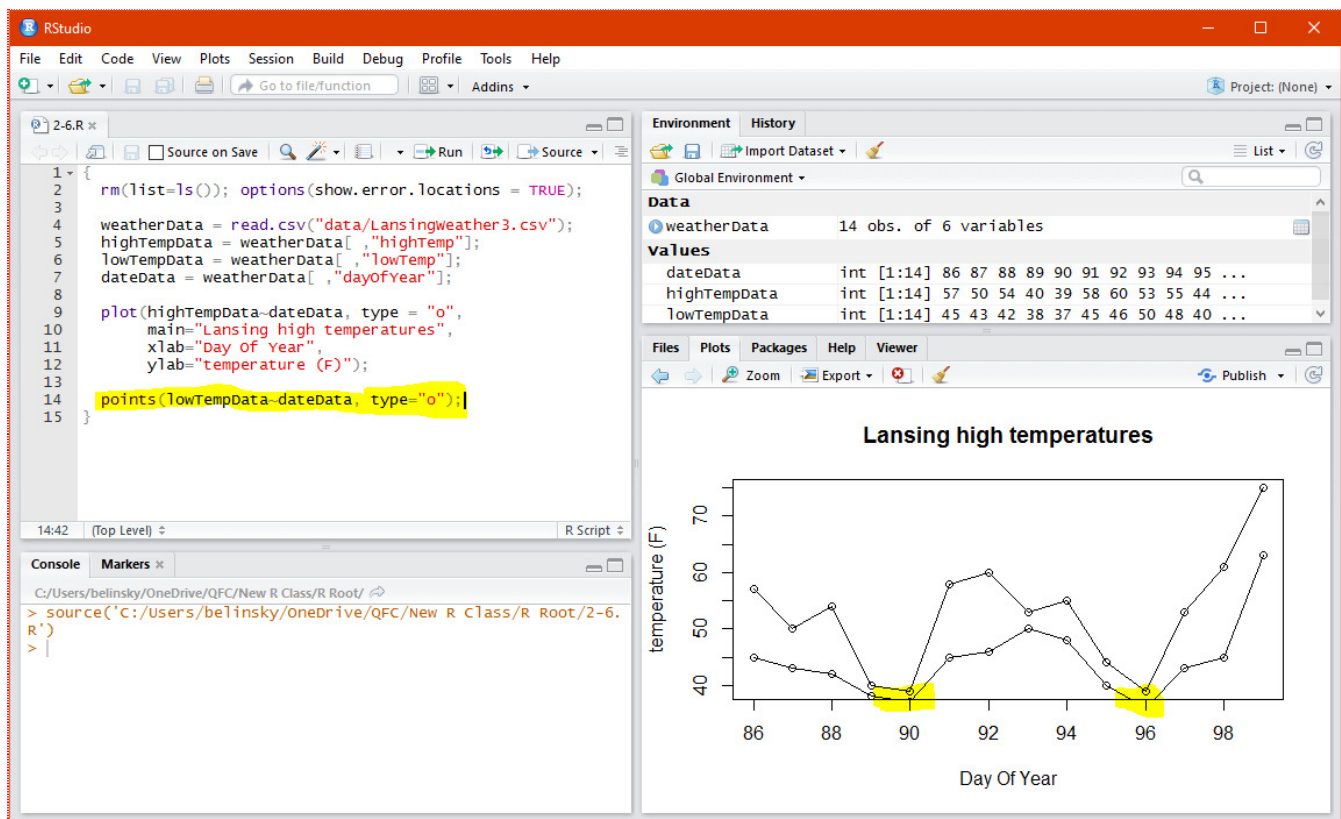 RStudio
File Edit Code View Plots Session Build Debug Profile Tools Help
Go to file/function
Addins
Project: (None)
2-6.R
Source on Save
Run
Source
1 {
2 rm(list=ls()); options(show.error.locations = TRUE);
3
4 weatherData = read.csv("data/LansingWeather3.csv");
5 highTempData = weatherData[ ,"highTemp"];
6 lowTempData = weatherData[ ,"lowTemp"];
7 dateData = weatherData[ ,"dayOfYear"];
8
9 plot(highTempData~dateData, type = "o",
10 main="Lansing high temperatures",
11 xlab="Day Of Year",
12 ylab="temperature (F)");
13
14 points(lowTempData~dateData, type="o");
15 }
14:42 (Top Level) R Script
Console Markers
C:/Users/belinsky/OneDrive/QFC/New R Class/R Root/
> source('C:/Users/belinsky/OneDrive/QFC/New R Class/R Root/2-6.
R')
>
Environment History
Import Dataset
List
Global Environment
Data
weatherData 14 obs. of 6 variables
Values
dateData int [1:14] 86 87 88 89 90 91 92 93 94 95 ...
highTempData int [1:14] 57 50 54 40 39 58 60 53 55 44 ...
lowTempData int [1:14] 45 43 42 38 37 45 46 50 48 40 ...
Files Plots Packages Help Viewer
Zoom Export Publish
Lansing high temperatures
temperature (F)
70
60
50
40
86 88 90 92 94 96 98
Day Of Year